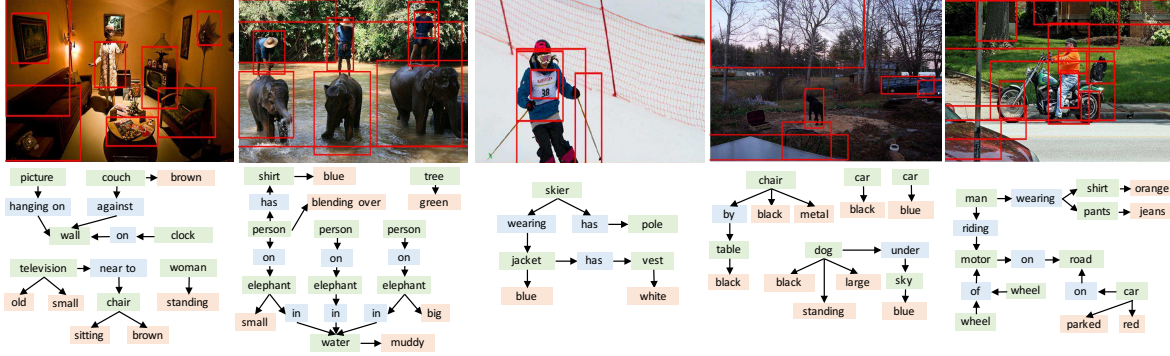 38
picture
couch
brown
hanging on
against
wall
on
clock
television
near to
woman
old
small
chair
standing
sitting
brown
shirt
blue
tree
has
blending over
green
person
person
person
on
on
on
elephant
elephant
elephant
small
in
in
in
big
water
muddy
skier
wearing
has
pole
jacket
has
vest
blue
white
chair
car
car
by
black
metal
black
blue
table
dog
under
black
black
large
sky
standing
blue
man
wearing
shirt
orange
pants
jeans
riding
motor
on
road
of
wheel
on
car
wheel
parked
red